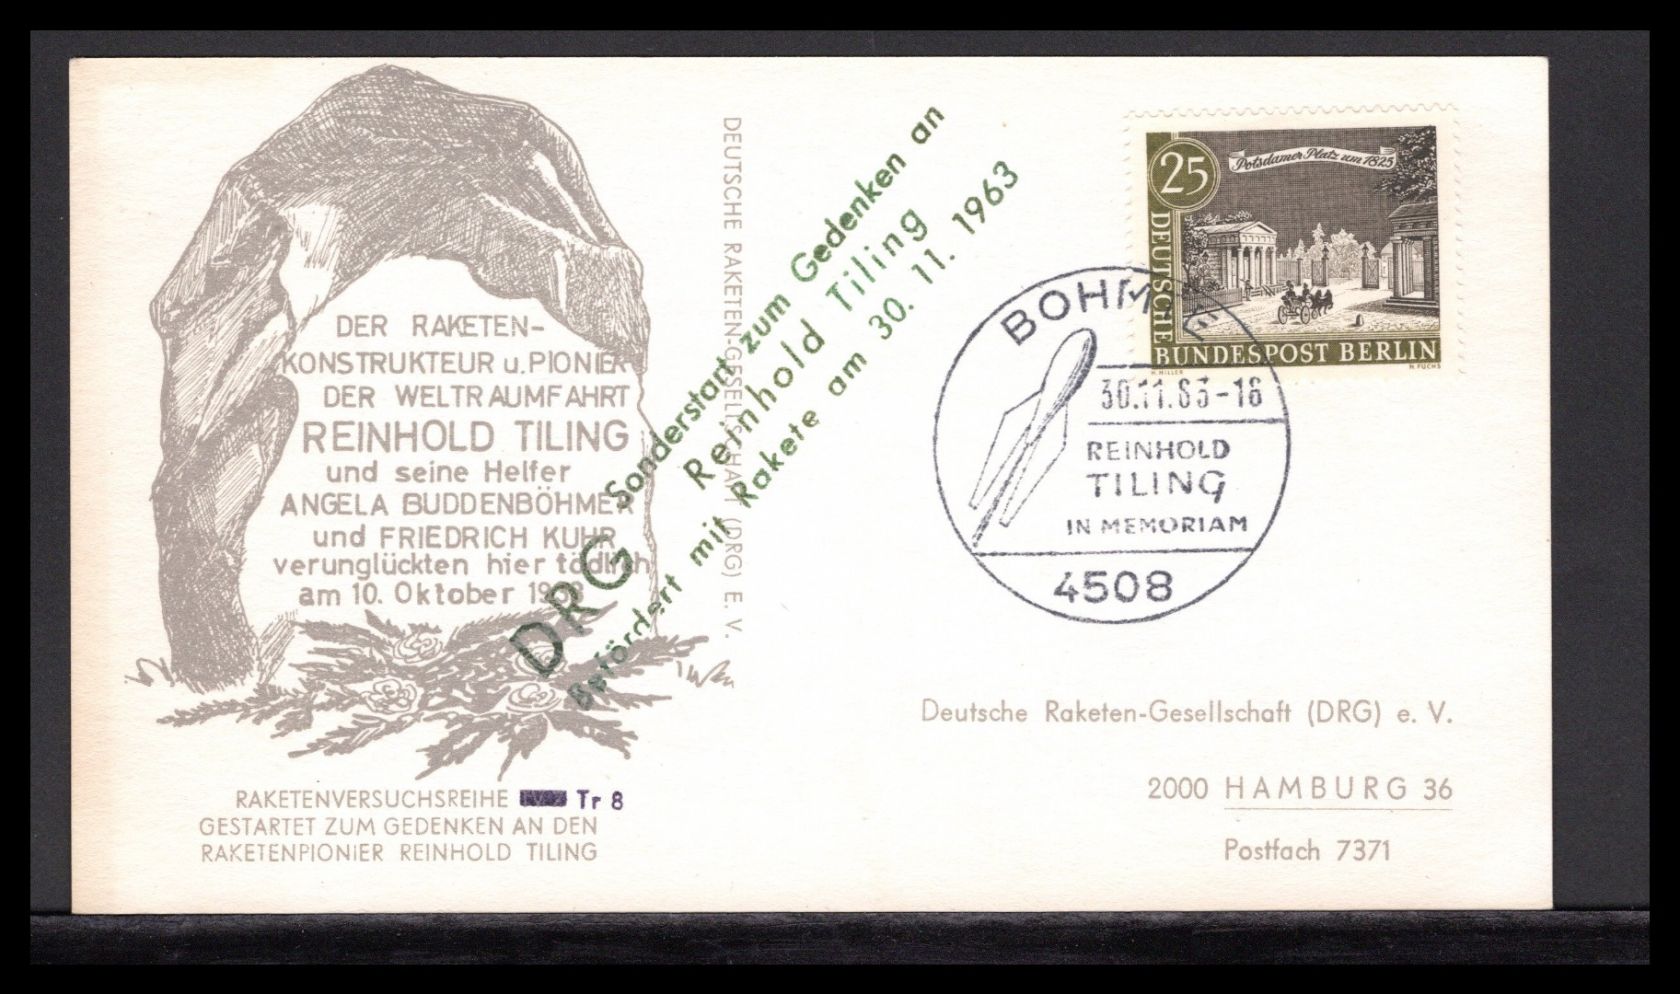 DER RAKETEN-
KONSTRUKTEUR u. PIONIER
DER WELTRAUMFAHRT
REINHOLD TILING
und seine Helfer
ANGELA BUDDENBÖHMER
und FRIEDRICH KUHR
verunglückten hier tödlich
am 10. Oktober
RAKETENVERSUCHSREIHE Tr 8
GESTARTET ZUM GEDENKEN AN DEN
RAKETENPIONIER REINHOLD TILING
DEUTSCHE RAKETEN-GESELLSCHAFT (DRG) E. V.
DRG Sonderstart zum Gedenken an
Reinhold Tiling
Befördert mit Rakete am 30. 11. 1963
25
Potsdamer Platz um 1825
DEUTSCHE
BUNDESPOST BERLIN
H. HILLER H. FUCHS
BOHMTE
30.11.63-16
REINHOLD
TILING
IN MEMORIAM
4508
Deutsche Raketen-Gesellschaft (DRG) e. V.
2000 HAMBURG 36
Postfach 7371